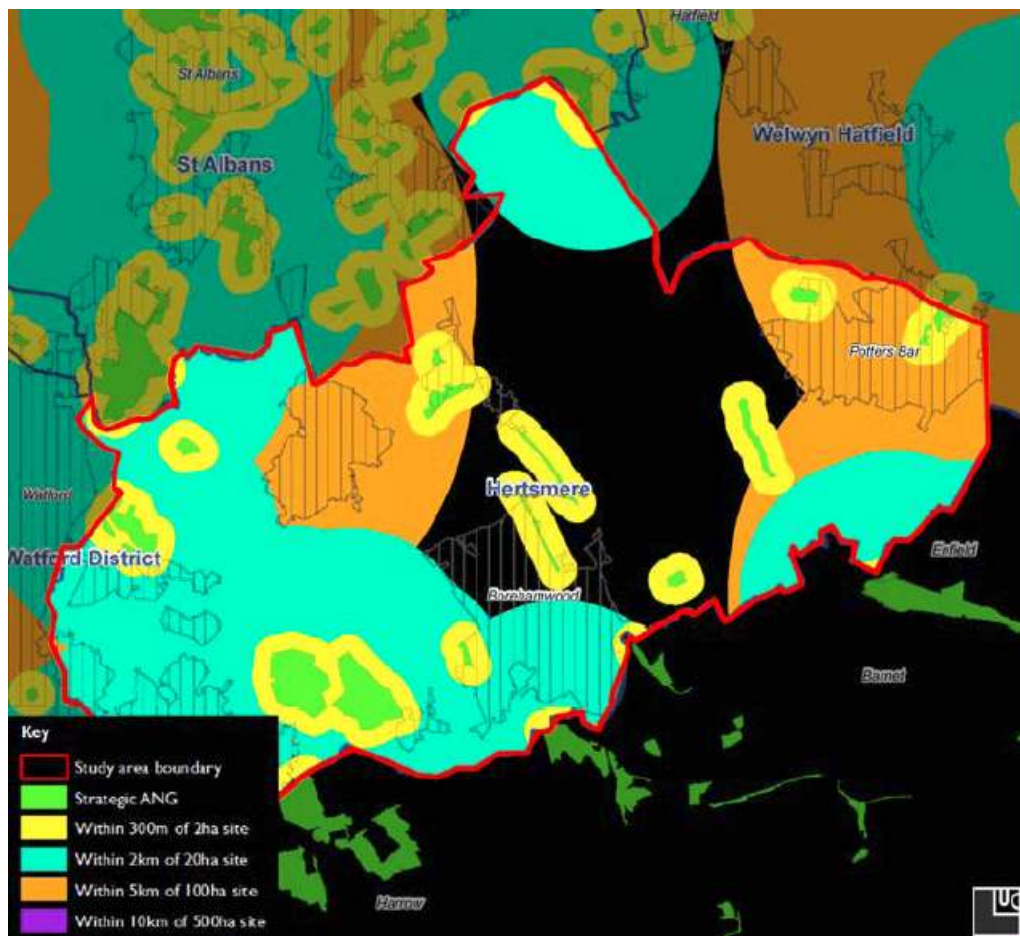 Hatfield
St Albans
St Albans
Welwyn Hatfield
Potters Bar
Hertsmere
Watford
Watford District
Enfield
Borehamwood
Barnet
Key
Study area boundary
Strategic ANG
Within 300m of 2ha site
Within 2km of 20ha site
Within 5km of 100ha site
Within 10km of 500ha site
Harrow